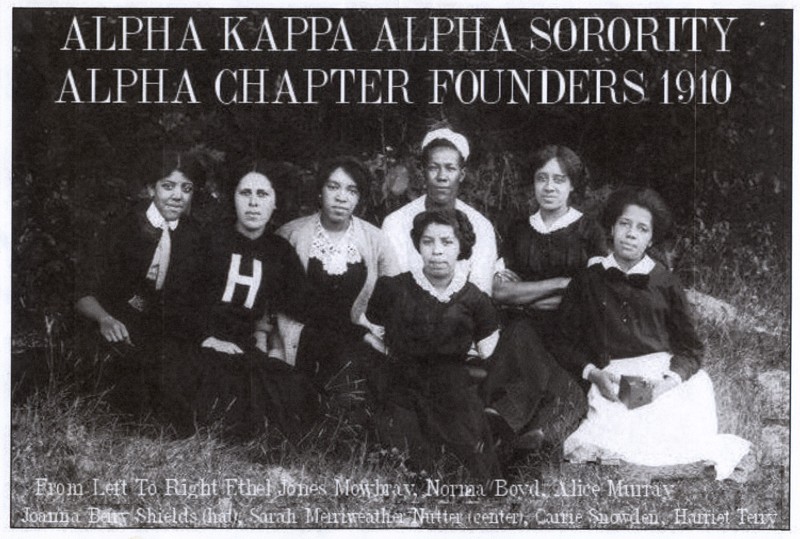 ALPHA KAPPA ALPHA SORORITY
ALPHA CHAPTER FOUNDERS 1910
H
From Left To Right Ethel Jones Mowbray, Norma Boyd, Alice Murray
Joanna Berry Shields (hat), Sarah Merriweather Nutter (center), Carrie Snowden, Harriet Terry